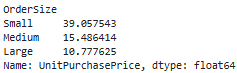 OrderSize
Small     39.057543
Medium    15.486414
Large     10.777625
Name: UnitPurchasePrice, dtype: float64